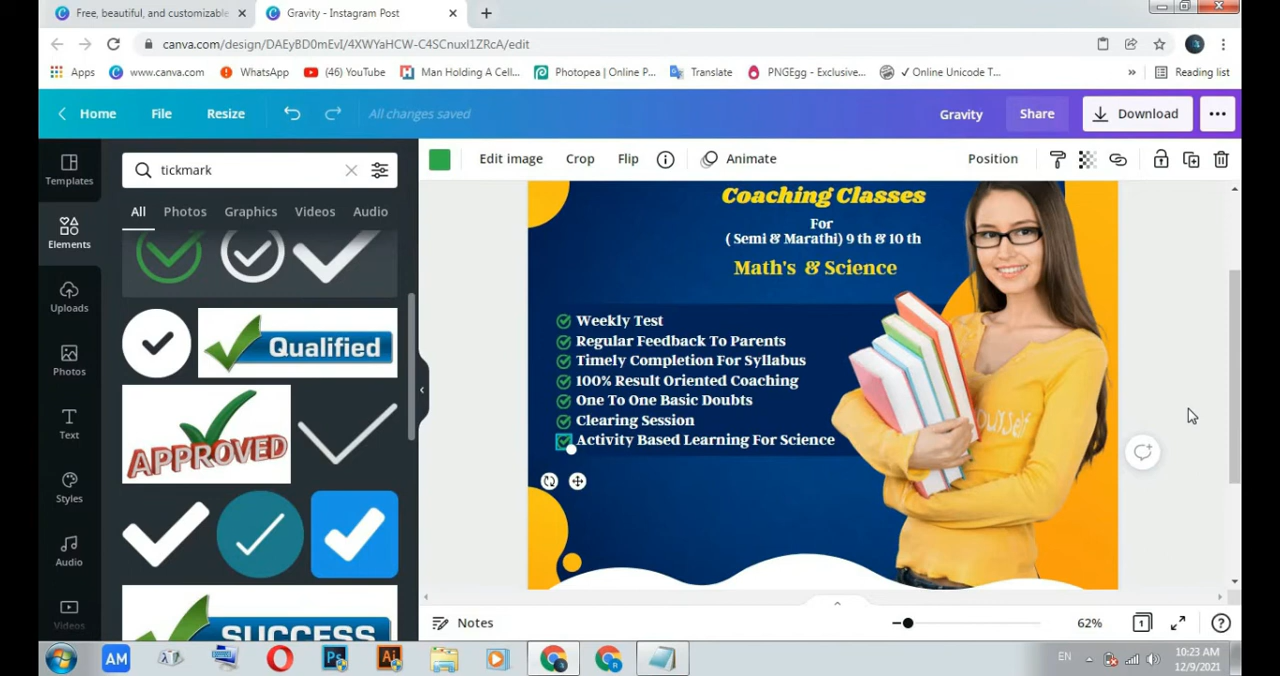 Free, beautiful, and customizable
Gravity - Instagram Post
canva.com/design/DAEyBD0mEvI/4XWYaHCW-C4SCnuxl1ZRcA/edit
Apps
www.canva.com
WhatsApp
(46) YouTube
Man Holding A Cell...
Photopea | Online P...
Translate
PNGEgg - Exclusive...
✓ Online Unicode T...
»
Reading list
Home
File
Resize
All changes saved
Gravity
Share
Download
Templates
Elements
Uploads
Photos
Text
Styles
Audio
Videos
tickmark
All
Photos
Graphics
Videos
Audio
Qualified
APPROVED
SUCCESS
Edit image
Crop
Flip
Animate
Position
Coaching Classes
For
( Semi & Marathi) 9 th & 10 th
Math's & Science
Weekly Test
Regular Feedback To Parents
Timely Completion For Syllabus
100% Result Oriented Coaching
One To One Basic Doubts
Clearing Session
Activity Based Learning For Science
Notes
62%
1
?
AM
Ps
Ai
EN
10:23 AM
12/9/2021